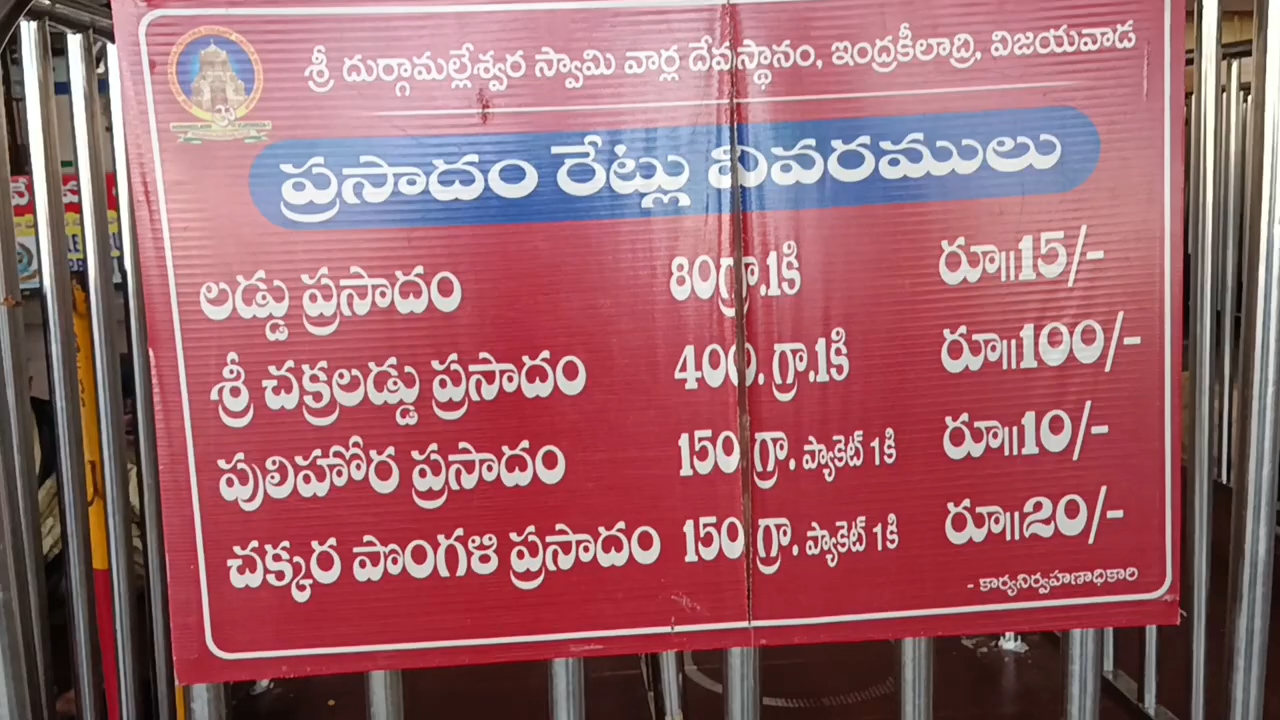 శ్రీ దుర్గామల్లేశ్వర స్వామి వార్ల దేవస్థానం, ఇంద్రకీలాద్రి, విజయవాడ
ప్రసాదం రేట్లు వివరములు
లడ్డు ప్రసాదం 80గ్రా.1కి రూ॥15/-
శ్రీ చక్రలడ్డు ప్రసాదం 400. గ్రా.1కి రూ॥100/-
పులిహోర ప్రసాదం 150 గ్రా. ప్యాకెట్ 1కి రూ॥10/-
చక్కర పొంగళి ప్రసాదం 150 గ్రా. ప్యాకెట్ 1కి రూ॥20/-
- కార్యనిర్వహణాధికారి